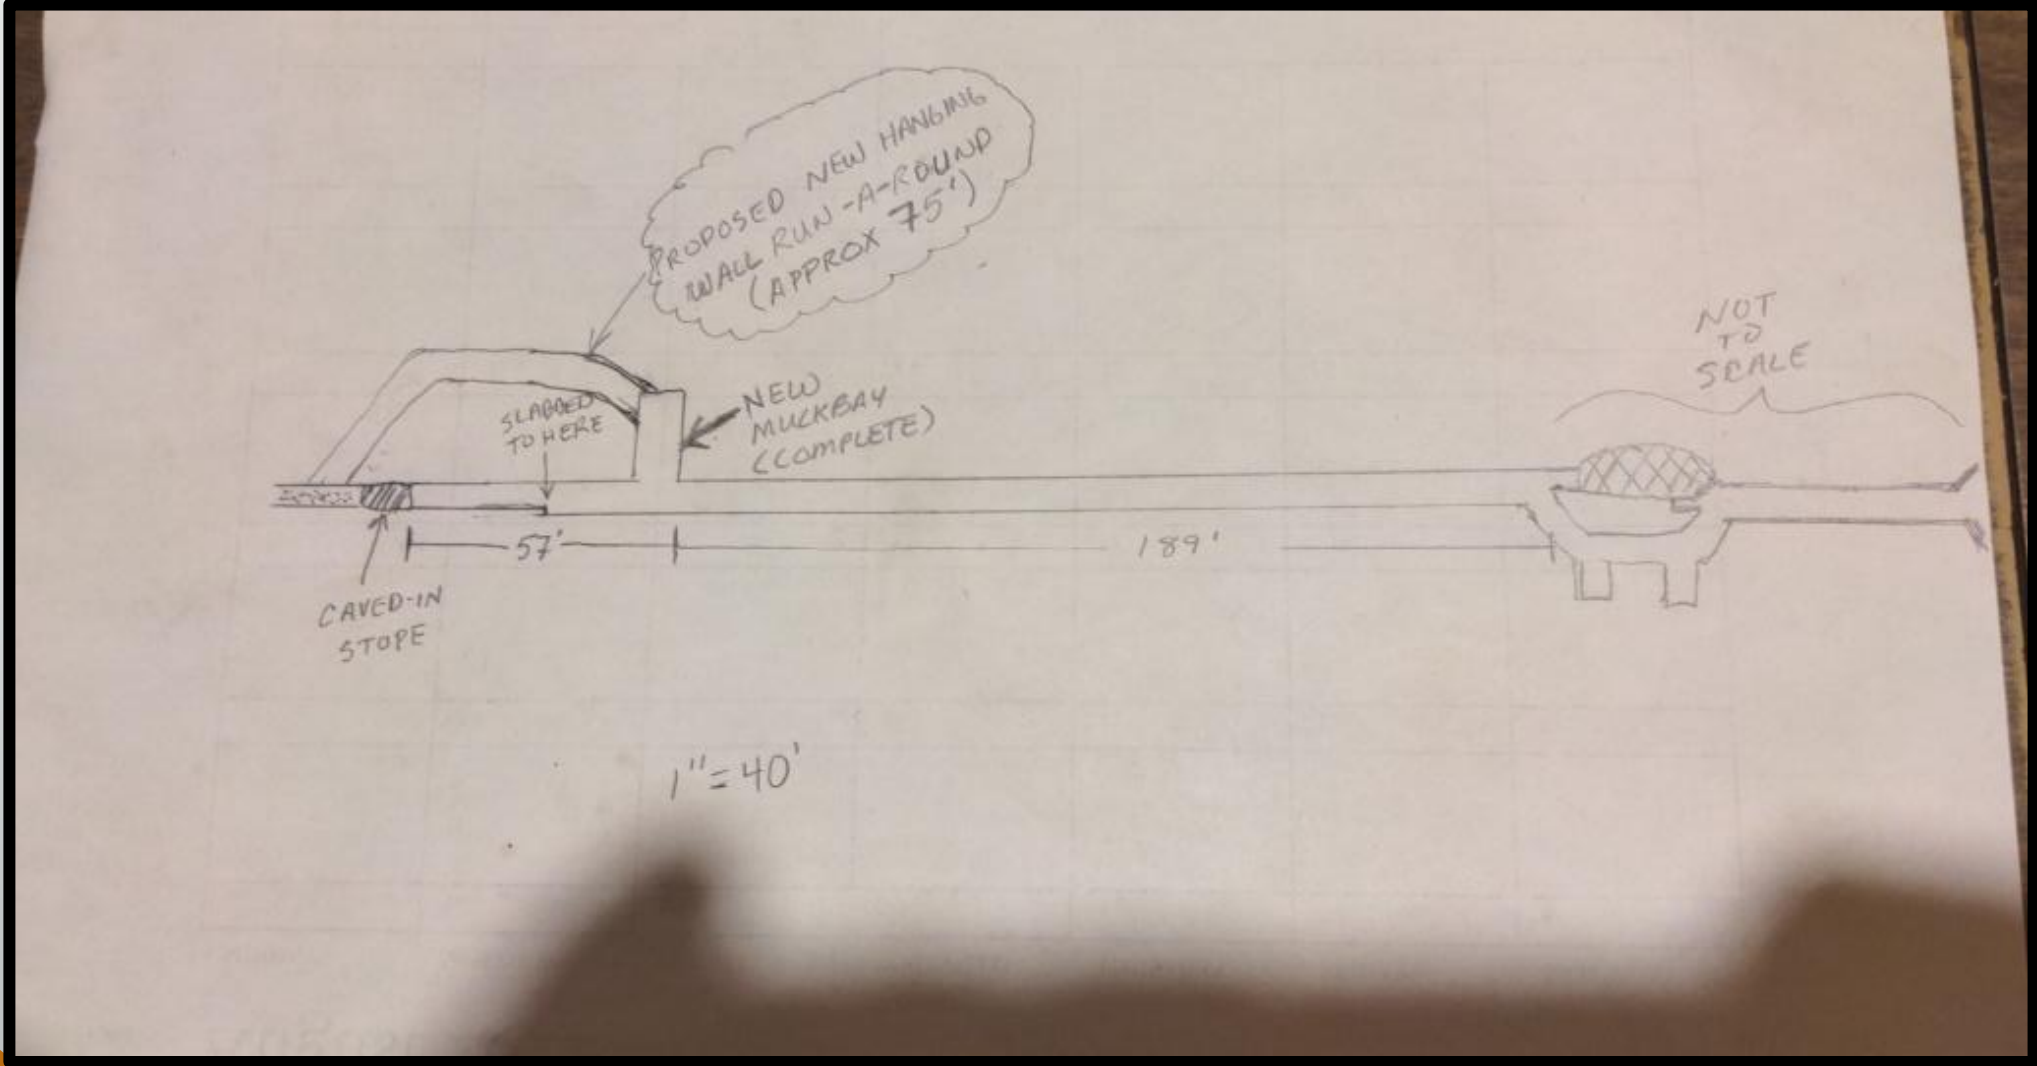 PROPOSED NEW HANGING
WALL RUN-A-ROUND
(APPROX 75')
NOT
TO
SCALE
SLABBED
TO HERE
NEW
MUCKBAY
(COMPLETE)
57'
189'
CAVED-IN
STOPE
1"=40'